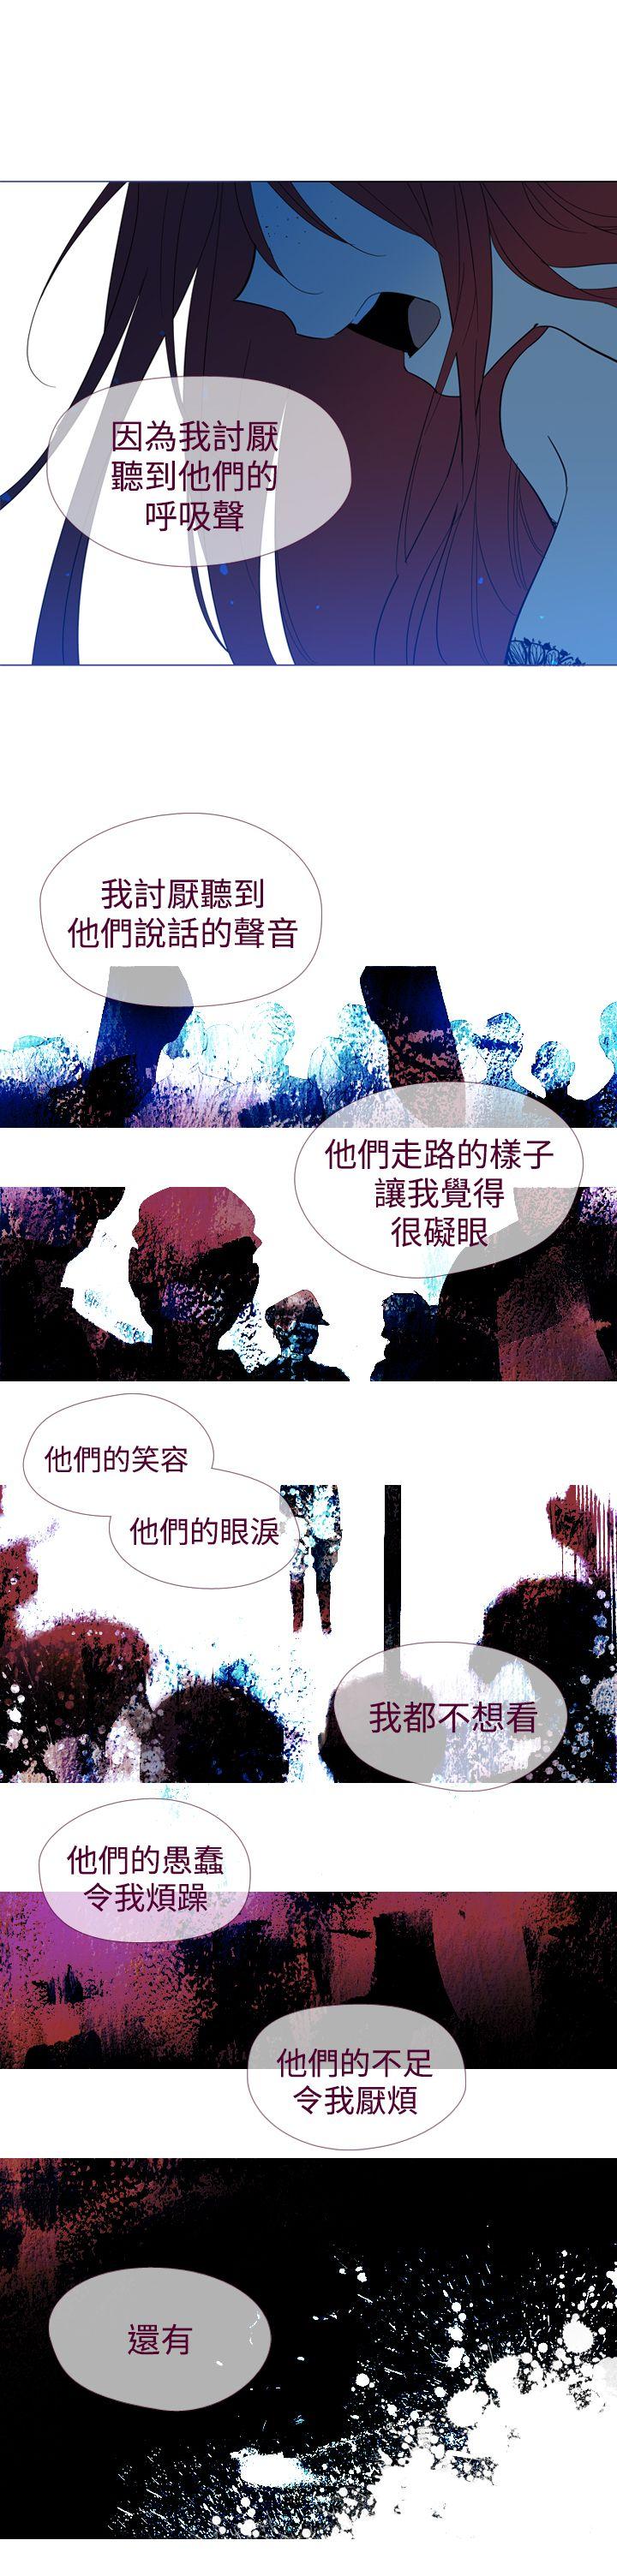 因為我討厭
聽到他們的
呼吸聲
我討厭聽到
他們說話的聲音
他們走路的樣子
讓我覺得
很礙眼
他們的笑容
他們的眼淚
我都不想看
他們的愚蠢
令我煩躁
他們的不足
令我厭煩
還有